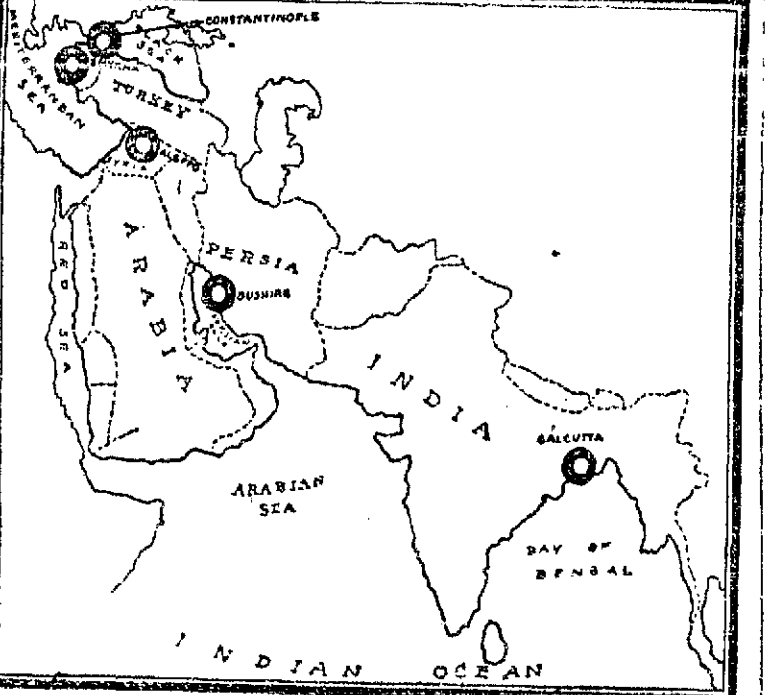 CONSTANTINOPLE
BLACK
SEA
MEDITERRANEAN
SEA
SMYRNA
TURKEY
ALEPPO
SYRIA
RED SEA
ARABIA
PERSIA
BUSHIRE
INDIA
CALCUTTA
ARABIAN
SEA
BAY OF
BENGAL
INDIAN OCEAN